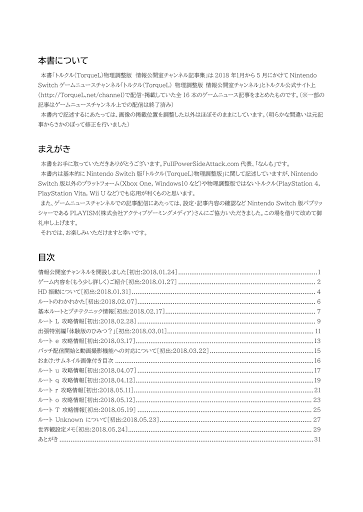 本書について
本書「トルクル(TorqueL)物理調整版 情報公開室チャンネル記事集」は 2018 年1月から 5 月にかけて Nintendo
Switch ゲームニュースチャンネル「トルクル(TorqueL) 物理調整版 情報公開室チャンネル」とトルクル公式サイト上
(http://TorqueL.net/channel)で配信・掲載していた全 16 本のゲームニュース記事をまとめたものです。(※一部の
記事はゲームニュースチャンネル上での配信は終了済み)
本書内で記述するにあたっては、画像の掲載位置を調整した以外はほぼそのままにしています。(明らかな間違いは元記
事からさかのぼって修正を行いました)
まえがき
本書をお手に取っていただきありがとうございます。FullPowerSideAttack.com 代表、「なんも」です。
本書内は基本的に Nintendo Switch 版「トルクル(TorqueL)物理調整版」に関して記述していますが、Nintendo
Switch 版以外のプラットフォーム(Xbox One, Windows10 など)や物理調整版ではないトルクル(PlayStation 4,
PlayStation Vita, Wii U など)でも応用が利くものと思います。
また、ゲームニュースチャンネルでの記事配信にあたっては、設定・記事内容の確認など Nintendo Switch 版パブリッ
シャーである PLAYISM(株式会社アクティブゲーミングメディア)さんにご協力いただきました。この場を借りて改めて御
礼申し上げます。
それでは、お楽しみいただけますと幸いです。
目次
情報公開室チャンネルを開設しました[初出:2018.01.24] 1
ゲーム内容を(もう少し詳しく)ご紹介[初出:2018.01.27] 2
HD 振動について[初出:2018.01.31] 4
ルートのわかれかた[初出:2018.02.07] 6
基本ルートとプチテクニック情報[初出:2018.02.17] 7
ルート L 攻略情報[初出:2018.02.28] 9
出張特別編「体験版のひみつ？」[初出:2018.03.01] 11
ルート e 攻略情報[初出:2018.03.17] 13
パッチ配信開始と動画撮影機能への対応について[初出:2018.03.22] 15
おまけ:サムネイル画像付き目次 16
ルート u 攻略情報[初出:2018.04.07] 17
ルート q 攻略情報[初出:2018.04.12] 19
ルート r 攻略情報[初出:2018.05.11] 21
ルート o 攻略情報[初出:2018.05.12] 23
ルート T 攻略情報[初出:2018.05.19] 25
ルート Unknown について[初出:2018.05.23] 27
世界観設定メモ[初出:2018.05.24] 29
あとがき 31